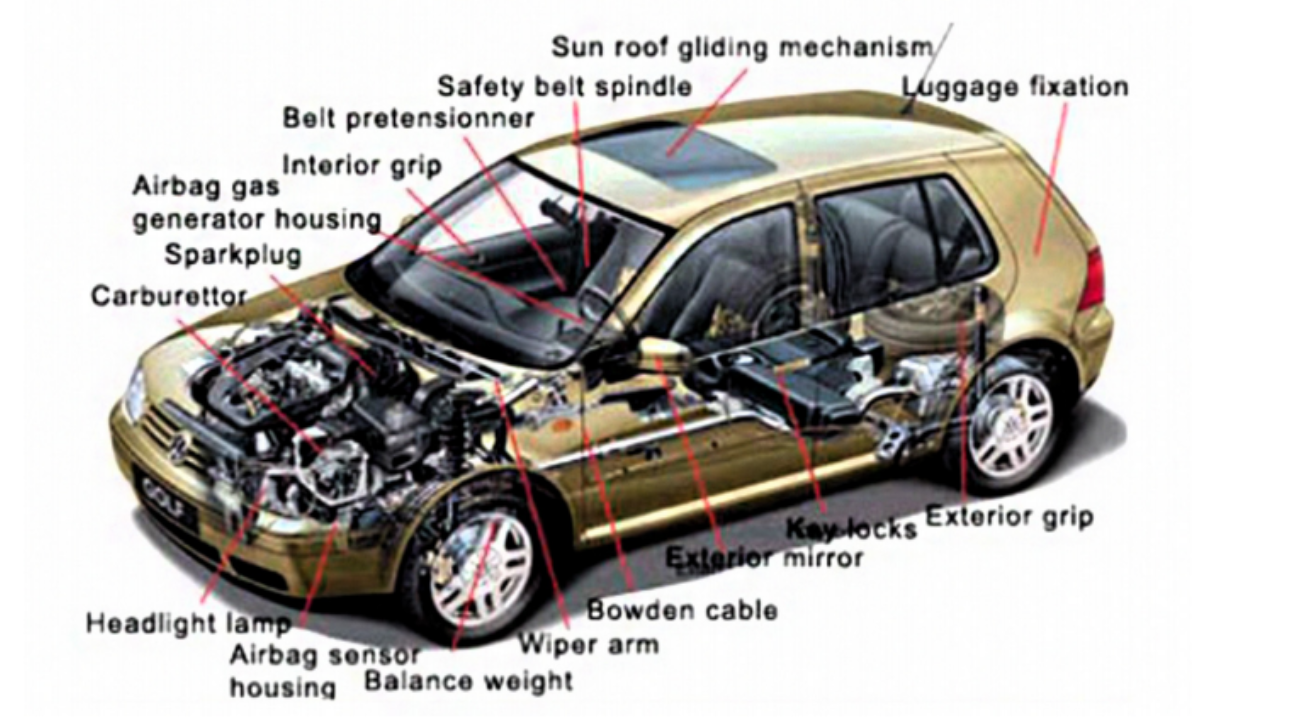 Sun roof gliding mechanism
Safety belt spindle
Luggage fixation
Belt pretensionner
Interior grip
Airbag gas
generator housing
Sparkplug
Carburettor
GOLF
Key locks
Exterior grip
Exterior mirror
Bowden cable
Headlight lamp
Wiper arm
Airbag sensor
housing
Balance weight